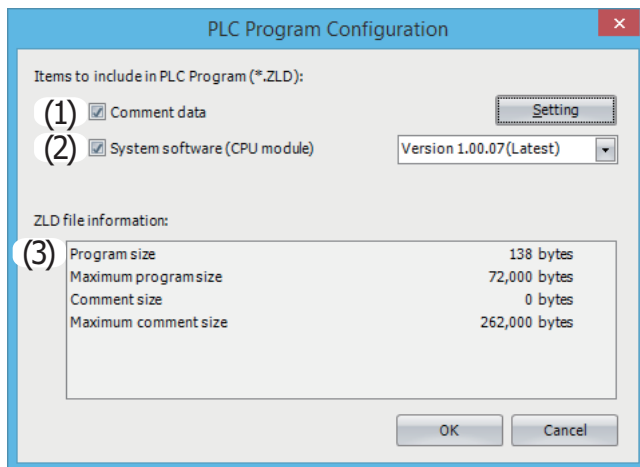 PLC Program Configuration
×
Items to include in PLC Program (*.ZLD):
(1) Comment data Setting
(2) System software (CPU module) Version 1.00.07(Latest)
ZLD file information:
(3) Program size 138 bytes
Maximum program size 72,000 bytes
Comment size 0 bytes
Maximum comment size 262,000 bytes
OK Cancel